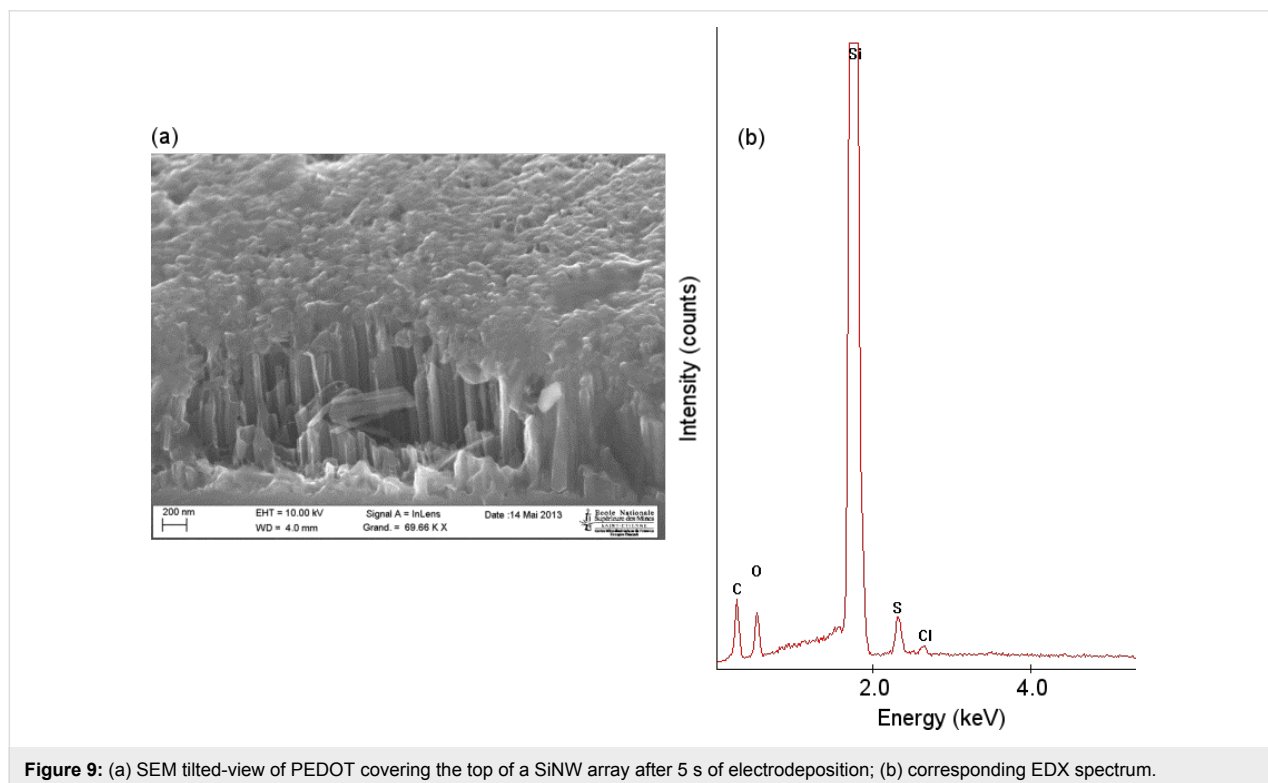 (a)
200 nm
EHT = 10.00 kV
WD = 4.0 mm
Signal A = InLens
Grand. = 69.66 K X
Date :14 Mai 2013
Ecole Nationale
Supérieure des Mines
SAINT-ETIENNE
(b)
Si
C
O
S
Cl
Intensity (counts)
2.0
4.0
Energy (keV)
Figure 9: (a) SEM tilted-view of PEDOT covering the top of a SiNW array after 5 s of electrodeposition; (b) corresponding EDX spectrum.